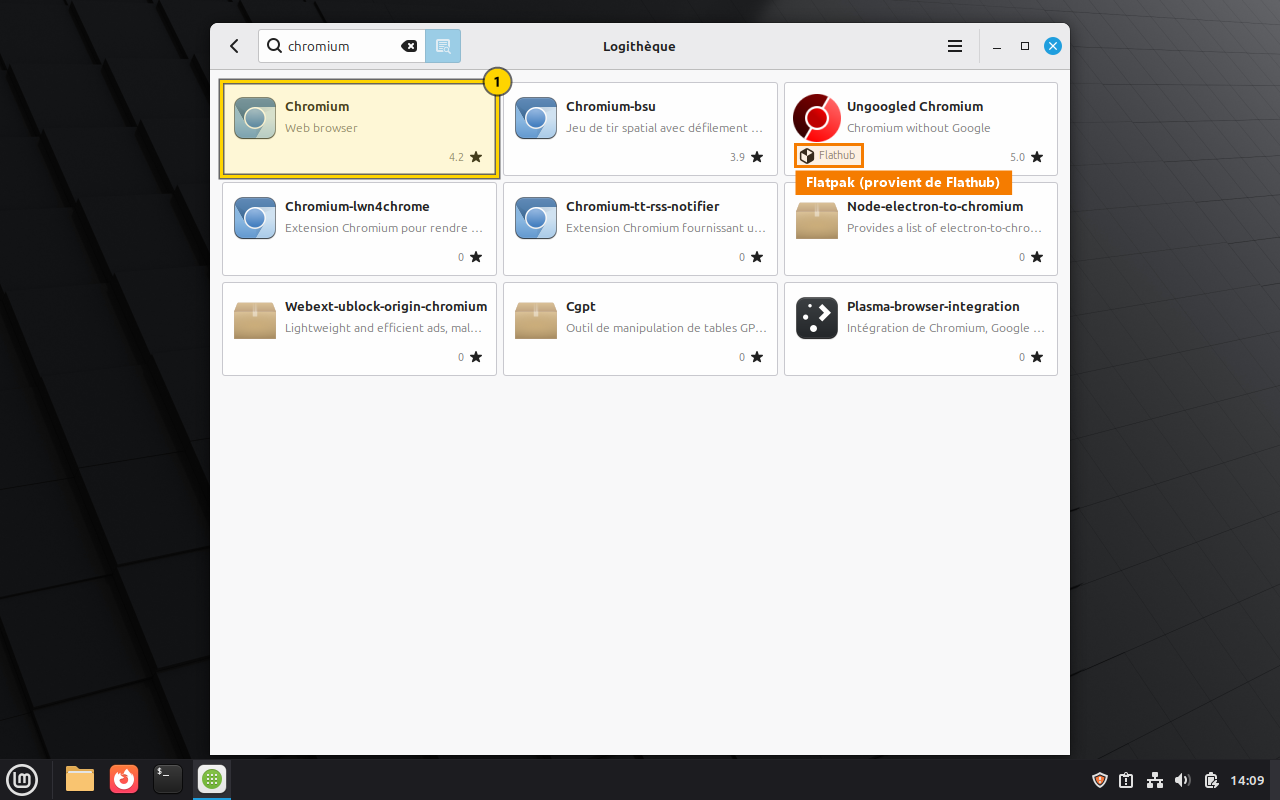 chromium
Logithèque
1
Chromium
Web browser
4.2
Chromium-bsu
Jeu de tir spatial avec défilement …
3.9
Ungoogled Chromium
Chromium without Google
Flathub
5.0
Flatpak (provient de Flathub)
Chromium-lwn4chrome
Extension Chromium pour rendre …
0
Chromium-tt-rss-notifier
Extension Chromium fournissant u…
0
Node-electron-to-chromium
Provides a list of electron-to-chro…
0
Webext-ublock-origin-chromium
Lightweight and efficient ads, mal…
0
Cgpt
Outil de manipulation de tables GP…
0
Plasma-browser-integration
Intégration de Chromium, Google …
0
lm
$_
14:09